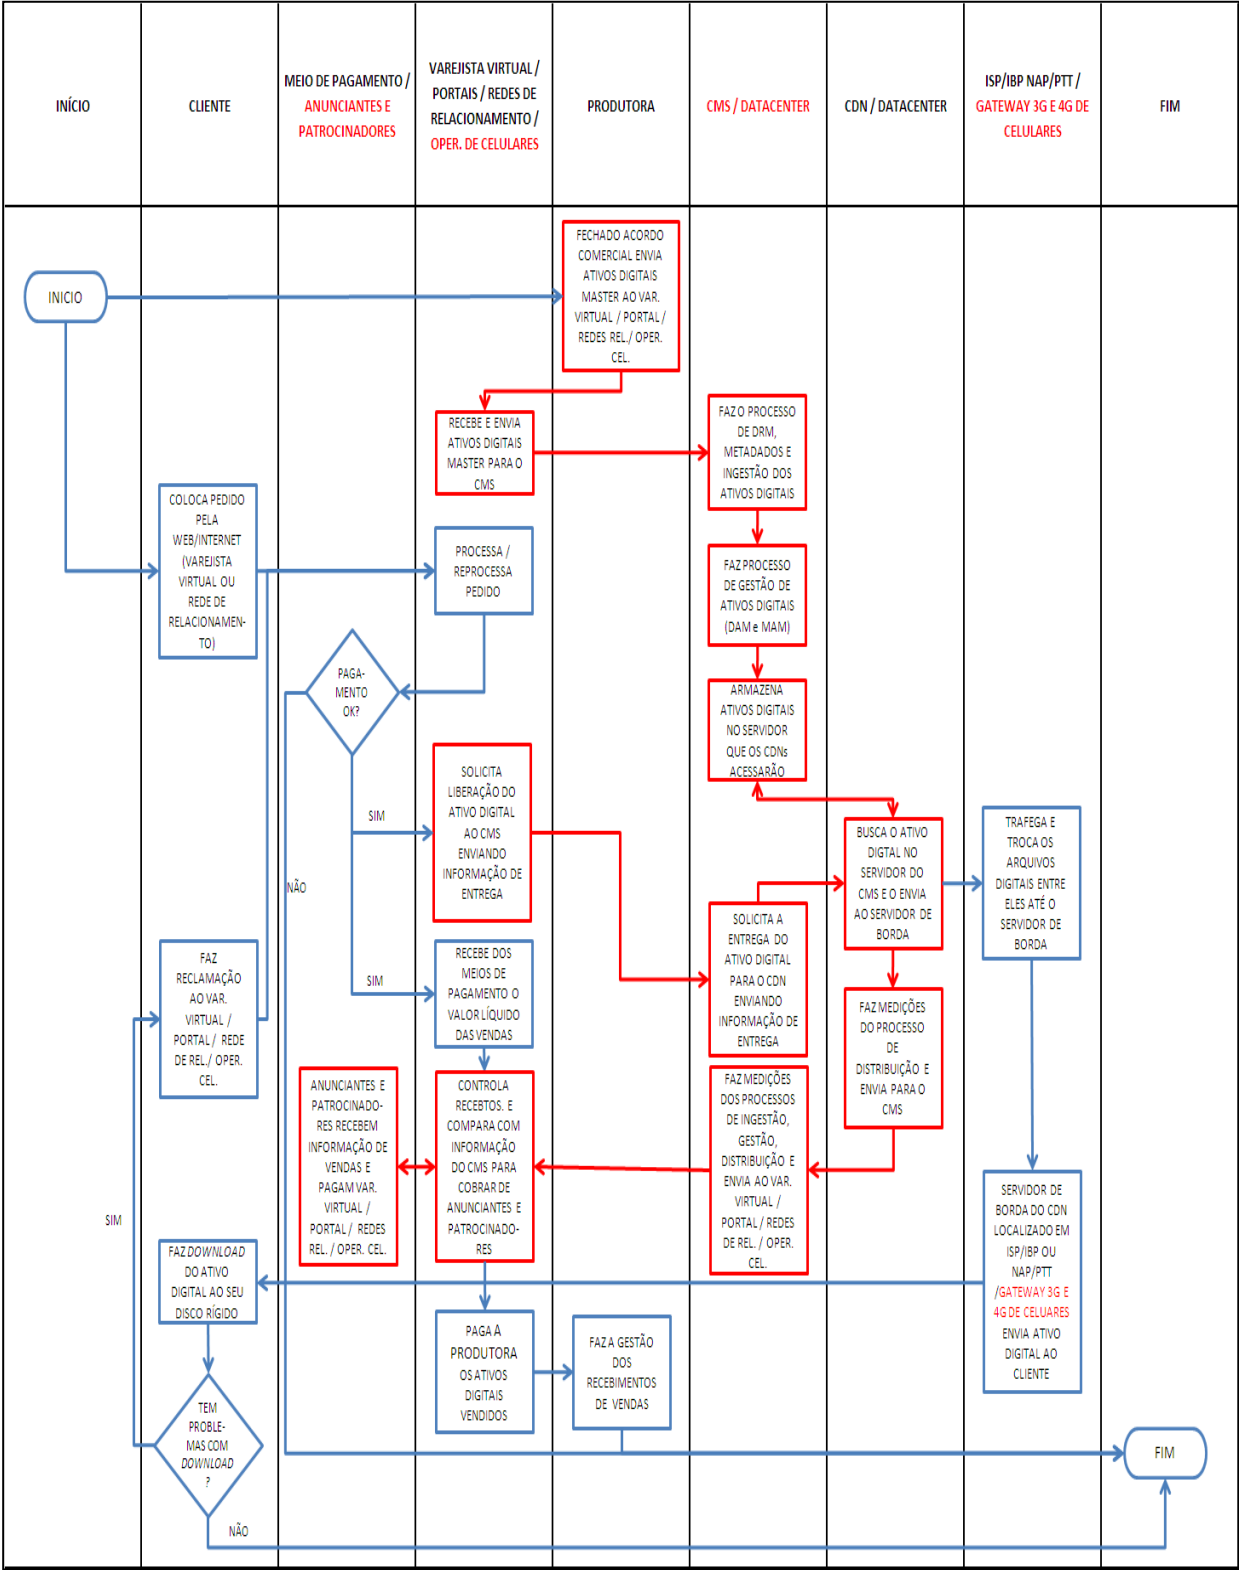 INÍCIO
CLIENTE
MEIO DE PAGAMENTO /
ANUNCIANTES E
PATROCINADORES
VAREJISTA VIRTUAL /
PORTAIS / REDES DE
RELACIONAMENTO /
OPER. DE CELULARES
PRODUTORA
CMS / DATACENTER
CDN / DATACENTER
ISP/IBP NAP/PTT /
GATEWAY 3G E 4G DE
CELULARES
FIM
INICIO
FECHADO ACORDO
COMERCIAL ENVIA
ATIVOS DIGITAIS
MASTER AO VAR.
VIRTUAL / PORTAL /
REDES REL./ OPER.
CEL.
RECEBE E ENVIA
ATIVOS DIGITAIS
MASTER PARA O
CMS
FAZ O PROCESSO
DE DRM,
METADADOS E
INGESTÃO DOS
ATIVOS DIGITAIS
COLOCA PEDIDO
PELA
WEB/INTERNET
(VAREJISTA
VIRTUAL OU
REDE DE
RELACIONAMEN-
TO)
PROCESSA /
REPROCESSA
PEDIDO
FAZ PROCESSO
DE GESTÃO DE
ATIVOS DIGITAIS
(DAM e MAM)
PAGA-
MENTO
OK?
ARMAZENA
ATIVOS DIGITAIS
NO SERVIDOR
QUE OS CDNs
ACESSARÃO
SIM
SOLICITA
LIBERAÇÃO DO
ATIVO DIGITAL
AO CMS
ENVIANDO
INFORMAÇÃO DE
ENTREGA
BUSCA O ATIVO
DIGTAL NO
SERVIDOR DO
CMS E O ENVIA
AO SERVIDOR DE
BORDA
TRAFEGA E
TROCA OS
ARQUIVOS
DIGITAIS ENTRE
ELES ATÉ O
SERVIDOR DE
BORDA
NÃO
SOLICITA A
ENTREGA DO
ATIVO DIGITAL
PARA O CDN
ENVIANDO
INFORMAÇÃO DE
ENTREGA
FAZ
RECLAMAÇÃO
AO VAR.
VIRTUAL /
PORTAL / REDE
DE REL./ OPER.
CEL.
SIM
RECEBE DOS
MEIOS DE
PAGAMENTO O
VALOR LÍQUIDO
DAS VENDAS
FAZ MEDIÇÕES
DO PROCESSO
DE
DISTRIBUIÇÃO E
ENVIA PARA O
CMS
ANUNCIANTES E
PATROCINADO-
RES RECEBEM
INFORMAÇÃO DE
VENDAS E
PAGAM VAR.
VIRTUAL /
PORTAL / REDES
REL. / OPER. CEL.
CONTROLA
RECEBTOS. E
COMPARA COM
INFORMAÇÃO
DO CMS PARA
COBRAR DE
ANUNCIANTES E
PATROCINADO-
RES
FAZ MEDIÇÕES
DOS PROCESSOS
DE INGESTÃO,
GESTÃO,
DISTRIBUIÇÃO E
ENVIA AO VAR.
VIRTUAL /
PORTAL / REDES
DE REL. / OPER.
CEL.
SERVIDOR DE
BORDA DO CDN
LOCALIZADO EM
ISP/IBP OU
NAP/PTT
/GATEWAY 3G E
4G DE CELUARES
ENVIA ATIVO
DIGITAL AO
CLIENTE
SIM
FAZ DOWNLOAD
DO ATIVO
DIGITAL AO SEU
DISCO RÍGIDO
PAGA A
PRODUTORA
OS ATIVOS
DIGITAIS
VENDIDOS
FAZ A GESTÃO
DOS
RECEBIMENTOS
DE VENDAS
TEM
PROBLE-
MAS COM
DOWNLOAD
?
FIM
NÃO